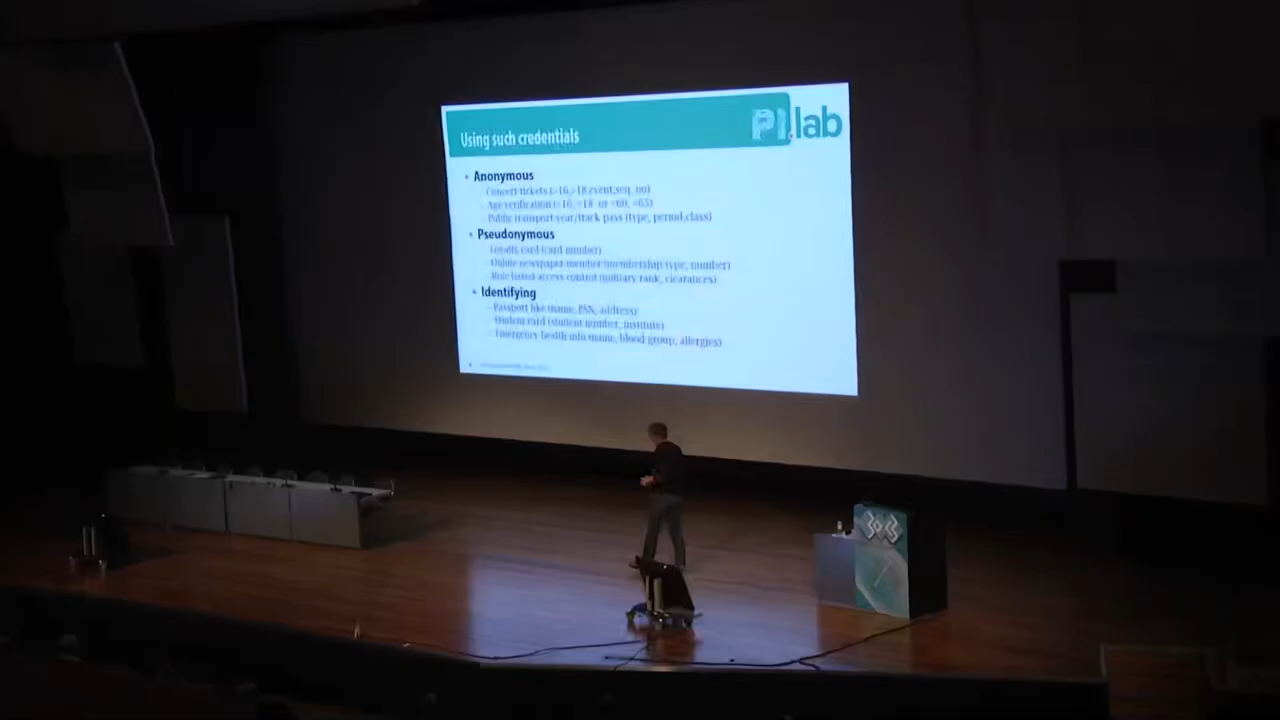 PI.lab
Using such credentials
• Anonymous
– Concert tickets (>16,>18,event,seq. no)
– Age verification (>16, >18 or <60, <65)
– Public transport year/track pass (type, period,class)
• Pseudonymous
– Loyalty card (card number)
– Online newspaper member (membership type, number)
– Role based access control (military rank, clearances)
• Identifying
– Passport like (name, address)
– Student card (student number, institute)
– Emergency health info (name, blood group, allergies)